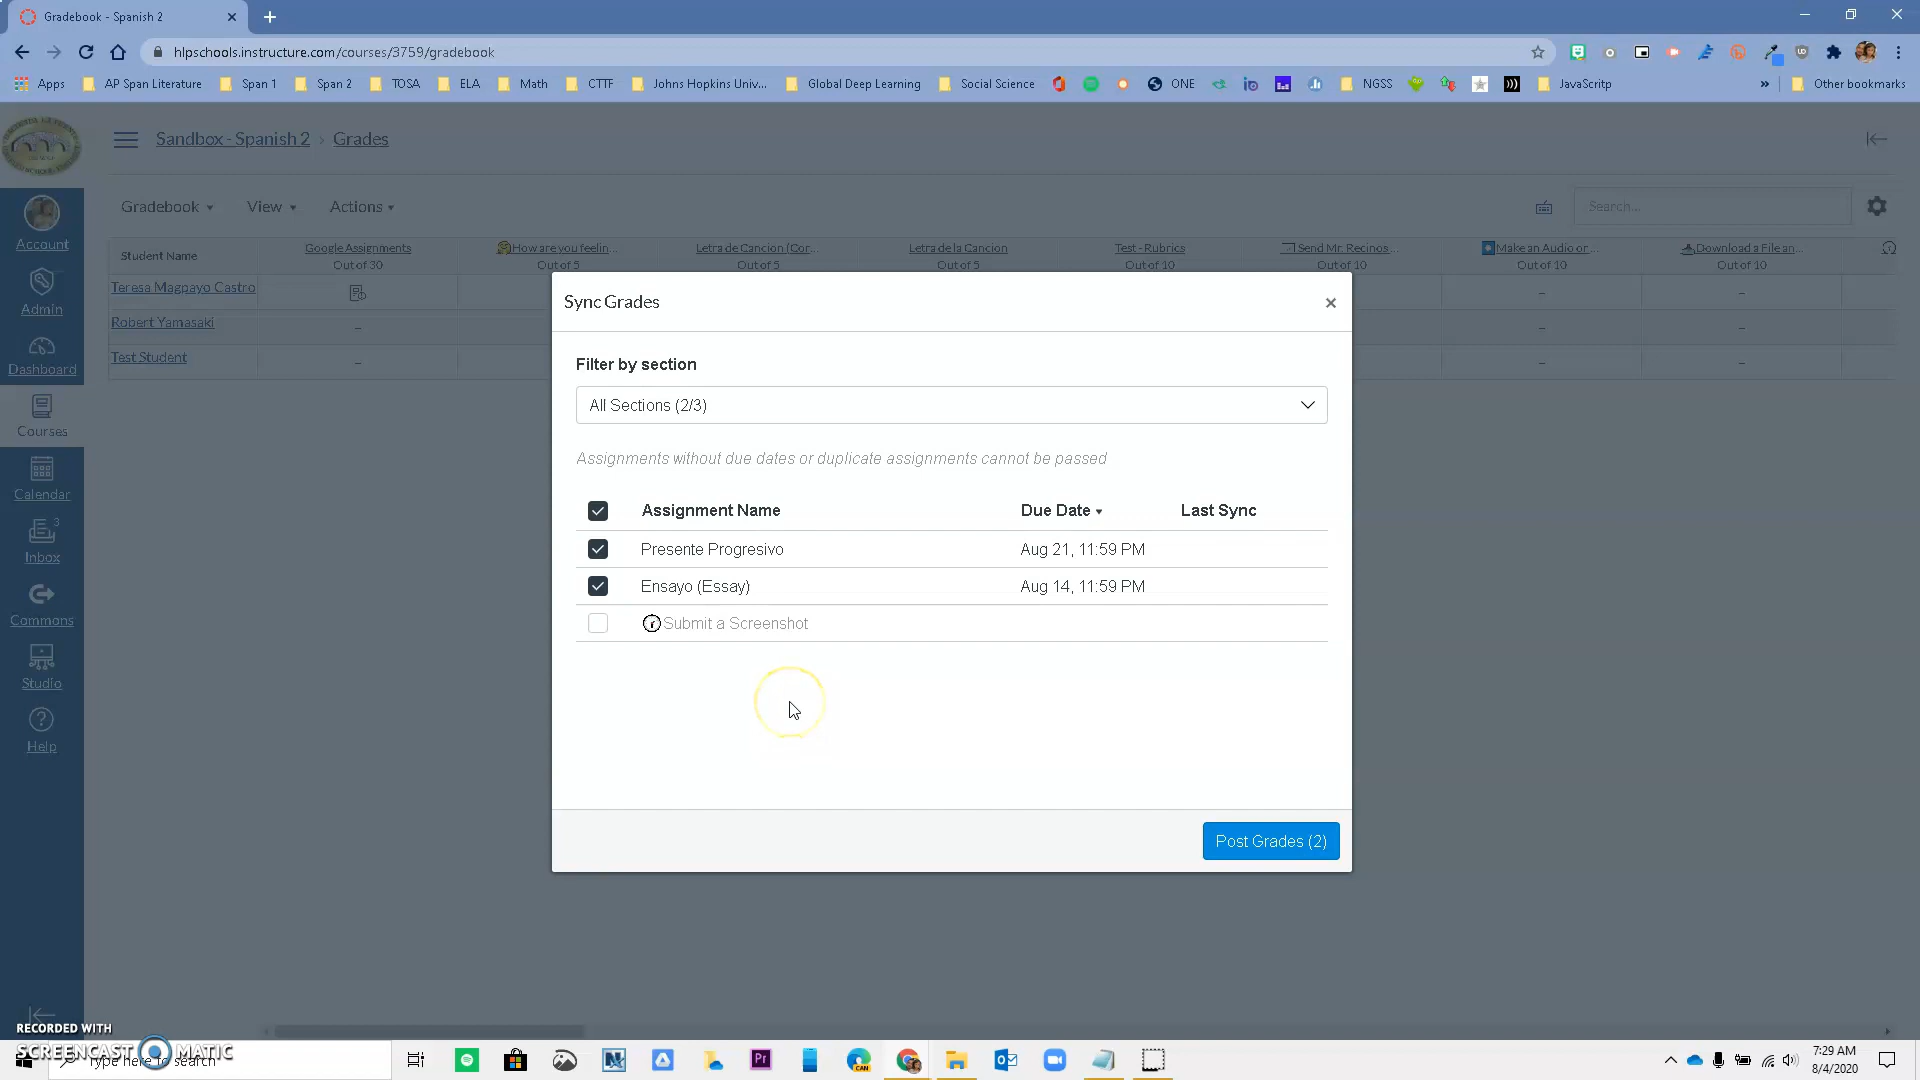 Gradebook - Spanish 2
hlpschools.instructure.com/courses/3759/gradebook
Apps AP Span Literature Span 1 Span 2 TOSA ELA Math CTTF Johns Hopkins Univ... Global Deep Learning Social Science ONE NGSS JavaScritp » Other bookmarks
Sandbox - Spanish 2 › Grades
Gradebook View Actions Search...
Student Name
Google Assignments
Out of 30
How are you feelin...
Out of 5
Letra de Cancion (Cor...
Out of 5
Letra de la Cancion
Out of 5
Test - Rubrics
Out of 10
Send Mr. Recinos...
Out of 10
Make an Audio or ...
Out of 10
Download a File an...
Out of 10
Teresa Magpayo Castro
Robert Yamasaki
Test Student
Account
Admin
Dashboard
Courses
Calendar
3
Inbox
Commons
Studio
Help
Sync Grades
Filter by section
All Sections (2/3)
Assignments without due dates or duplicate assignments cannot be passed
Assignment Name Due Date Last Sync
Presente Progresivo Aug 21, 11:59 PM
Ensayo (Essay) Aug 14, 11:59 PM
Submit a Screenshot
Post Grades (2)
RECORDED WITH
SCREENCAST MATIC
Type here to search
Pr
CAN
7:29 AM
8/4/2020